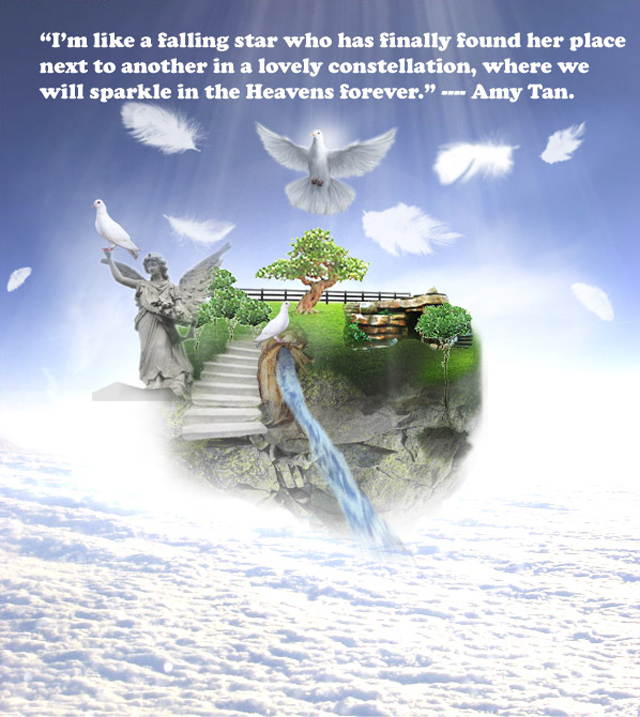 “I’m like a falling star who has finally found her place
next to another in a lovely constellation, where we
will sparkle in the Heavens forever.” ---- Amy Tan.